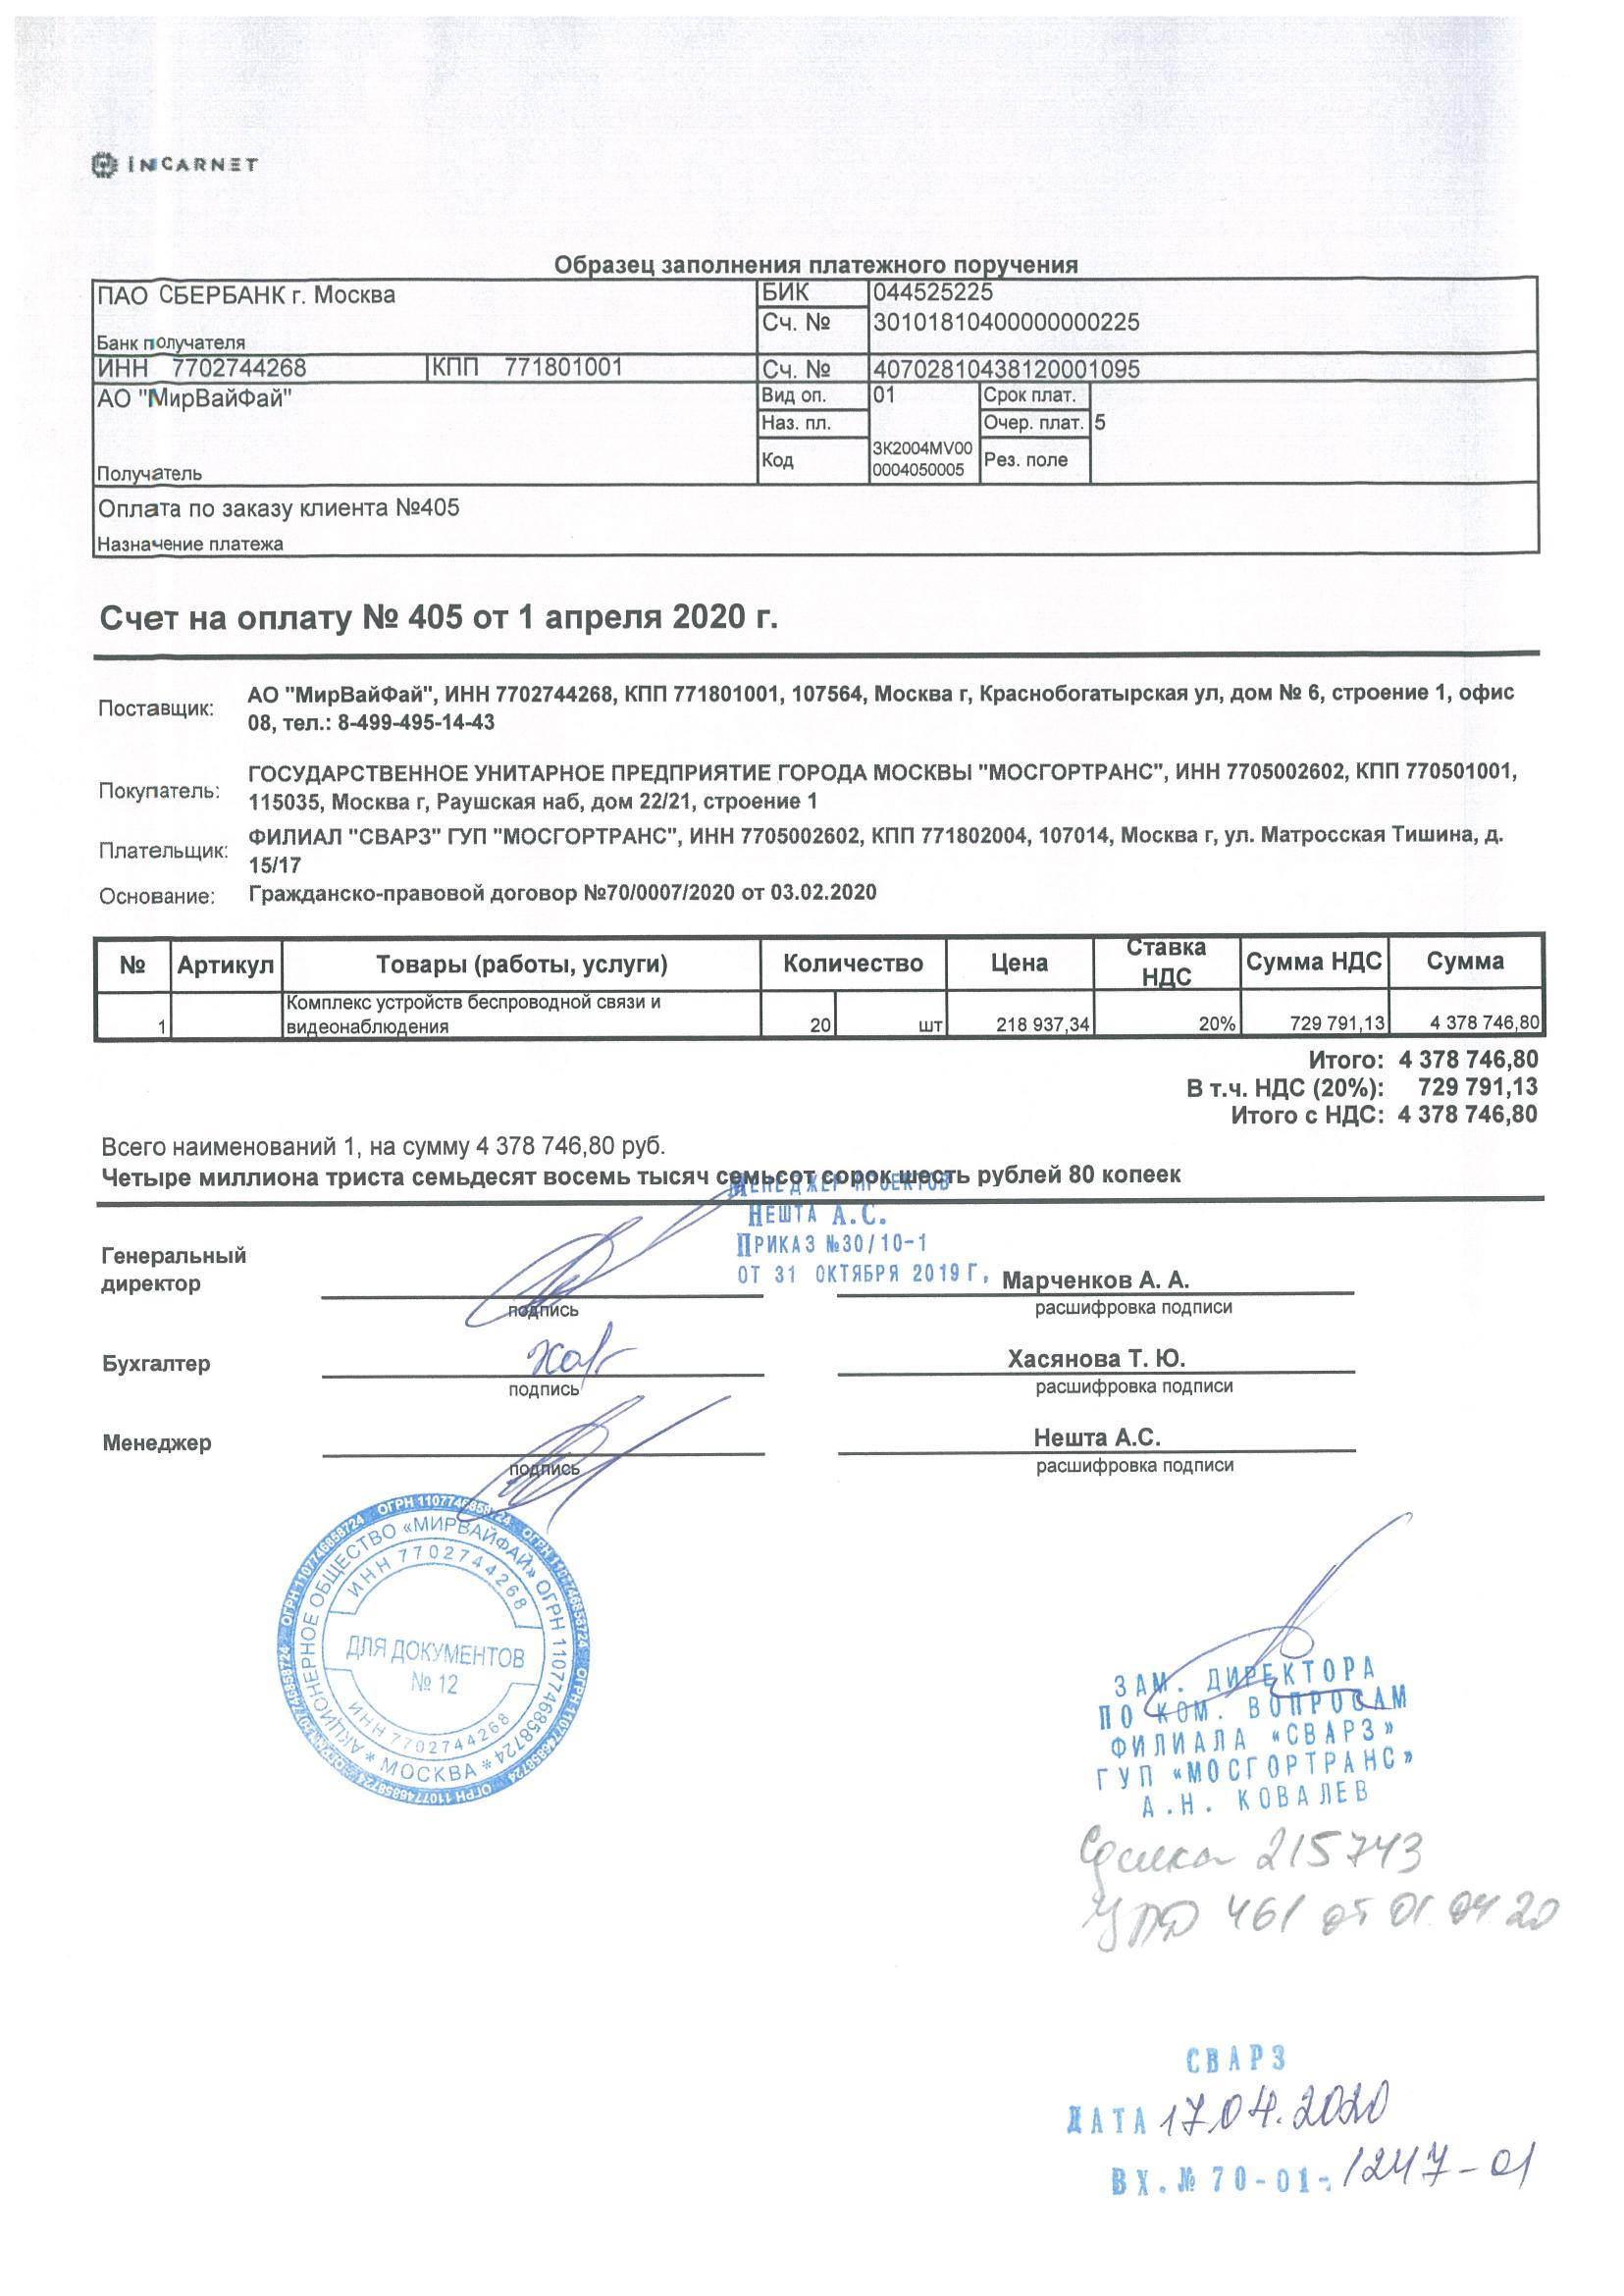 INCARNET
Образец заполнения платежного поручения
ПАО СБЕРБАНК г. Москва
БИК 044525225
Сч. № 30101810400000000225
Банк получателя
ИНН 7702744268 КПП 771801001 Сч. № 40702810438120001095
АО "МирВайФай"
Вид оп. 01 Срок плат.
Наз. пл. Очер. плат. 5
Код ЗК2004MV00 0004050005 Рез. поле
Получатель
Оплата по заказу клиента №405
Назначение платежа
Счет на оплату № 405 от 1 апреля 2020 г.
Поставщик: АО "МирВайФай", ИНН 7702744268, КПП 771801001, 107564, Москва г, Краснобогатырская ул, дом № 6, строение 1, офис
08, тел.: 8-499-495-14-43
Покупатель: ГОСУДАРСТВЕННОЕ УНИТАРНОЕ ПРЕДПРИЯТИЕ ГОРОДА МОСКВЫ "МОСГОРТРАНС", ИНН 7705002602, КПП 770501001,
115035, Москва г, Раушская наб, дом 22/21, строение 1
Плательщик: ФИЛИАЛ "СВАРЗ" ГУП "МОСГОРТРАНС", ИНН 7705002602, КПП 771802004, 107014, Москва г, ул. Матросская Тишина, д.
15/17
Основание: Гражданско-правовой договор №70/0007/2020 от 03.02.2020
№ Артикул Товары (работы, услуги) Количество Цена Ставка НДС Сумма НДС Сумма
1 Комплекс устройств беспроводной связи и видеонаблюдения 20 шт 218 937,34 20% 729 791,13 4 378 746,80
Итого: 4 378 746,80
В т.ч. НДС (20%): 729 791,13
Итого с НДС: 4 378 746,80
Всего наименований 1, на сумму 4 378 746,80 руб.
Четыре миллиона триста семьдесят восемь тысяч семьсот сорок шесть рублей 80 копеек
МЕНЕДЖЕР ПРОЕКТОВ
НЕШТА А.С.
ПРИКАЗ №30/10-1
ОТ 31 ОКТЯБРЯ 2019 Г.
Генеральный
директор
Марченков А. А.
подпись расшифровка подписи
Бухгалтер Хасянова Т. Ю.
подпись расшифровка подписи
Менеджер Нешта А.С.
подпись расшифровка подписи
ОГРН 1107746858724
АКЦИОНЕРНОЕ ОБЩЕСТВО «МИРВАЙФАЙ» ОГРН 1107746858724 * МОСКВА *
ИНН 7702744268
ДЛЯ ДОКУМЕНТОВ
№ 12
ИНН 7702744268
ЗАМ. ДИРЕКТОРА
ПО КОМ. ВОПРОСАМ
ФИЛИАЛА «СВАРЗ»
ГУП «МОСГОРТРАНС»
А.Н. КОВАЛЕВ
Сделка 215743
УПД 461 от 01 04 20
СВАРЗ
ДАТА 17.04.2020
ВХ.№ 70-01-1247-01